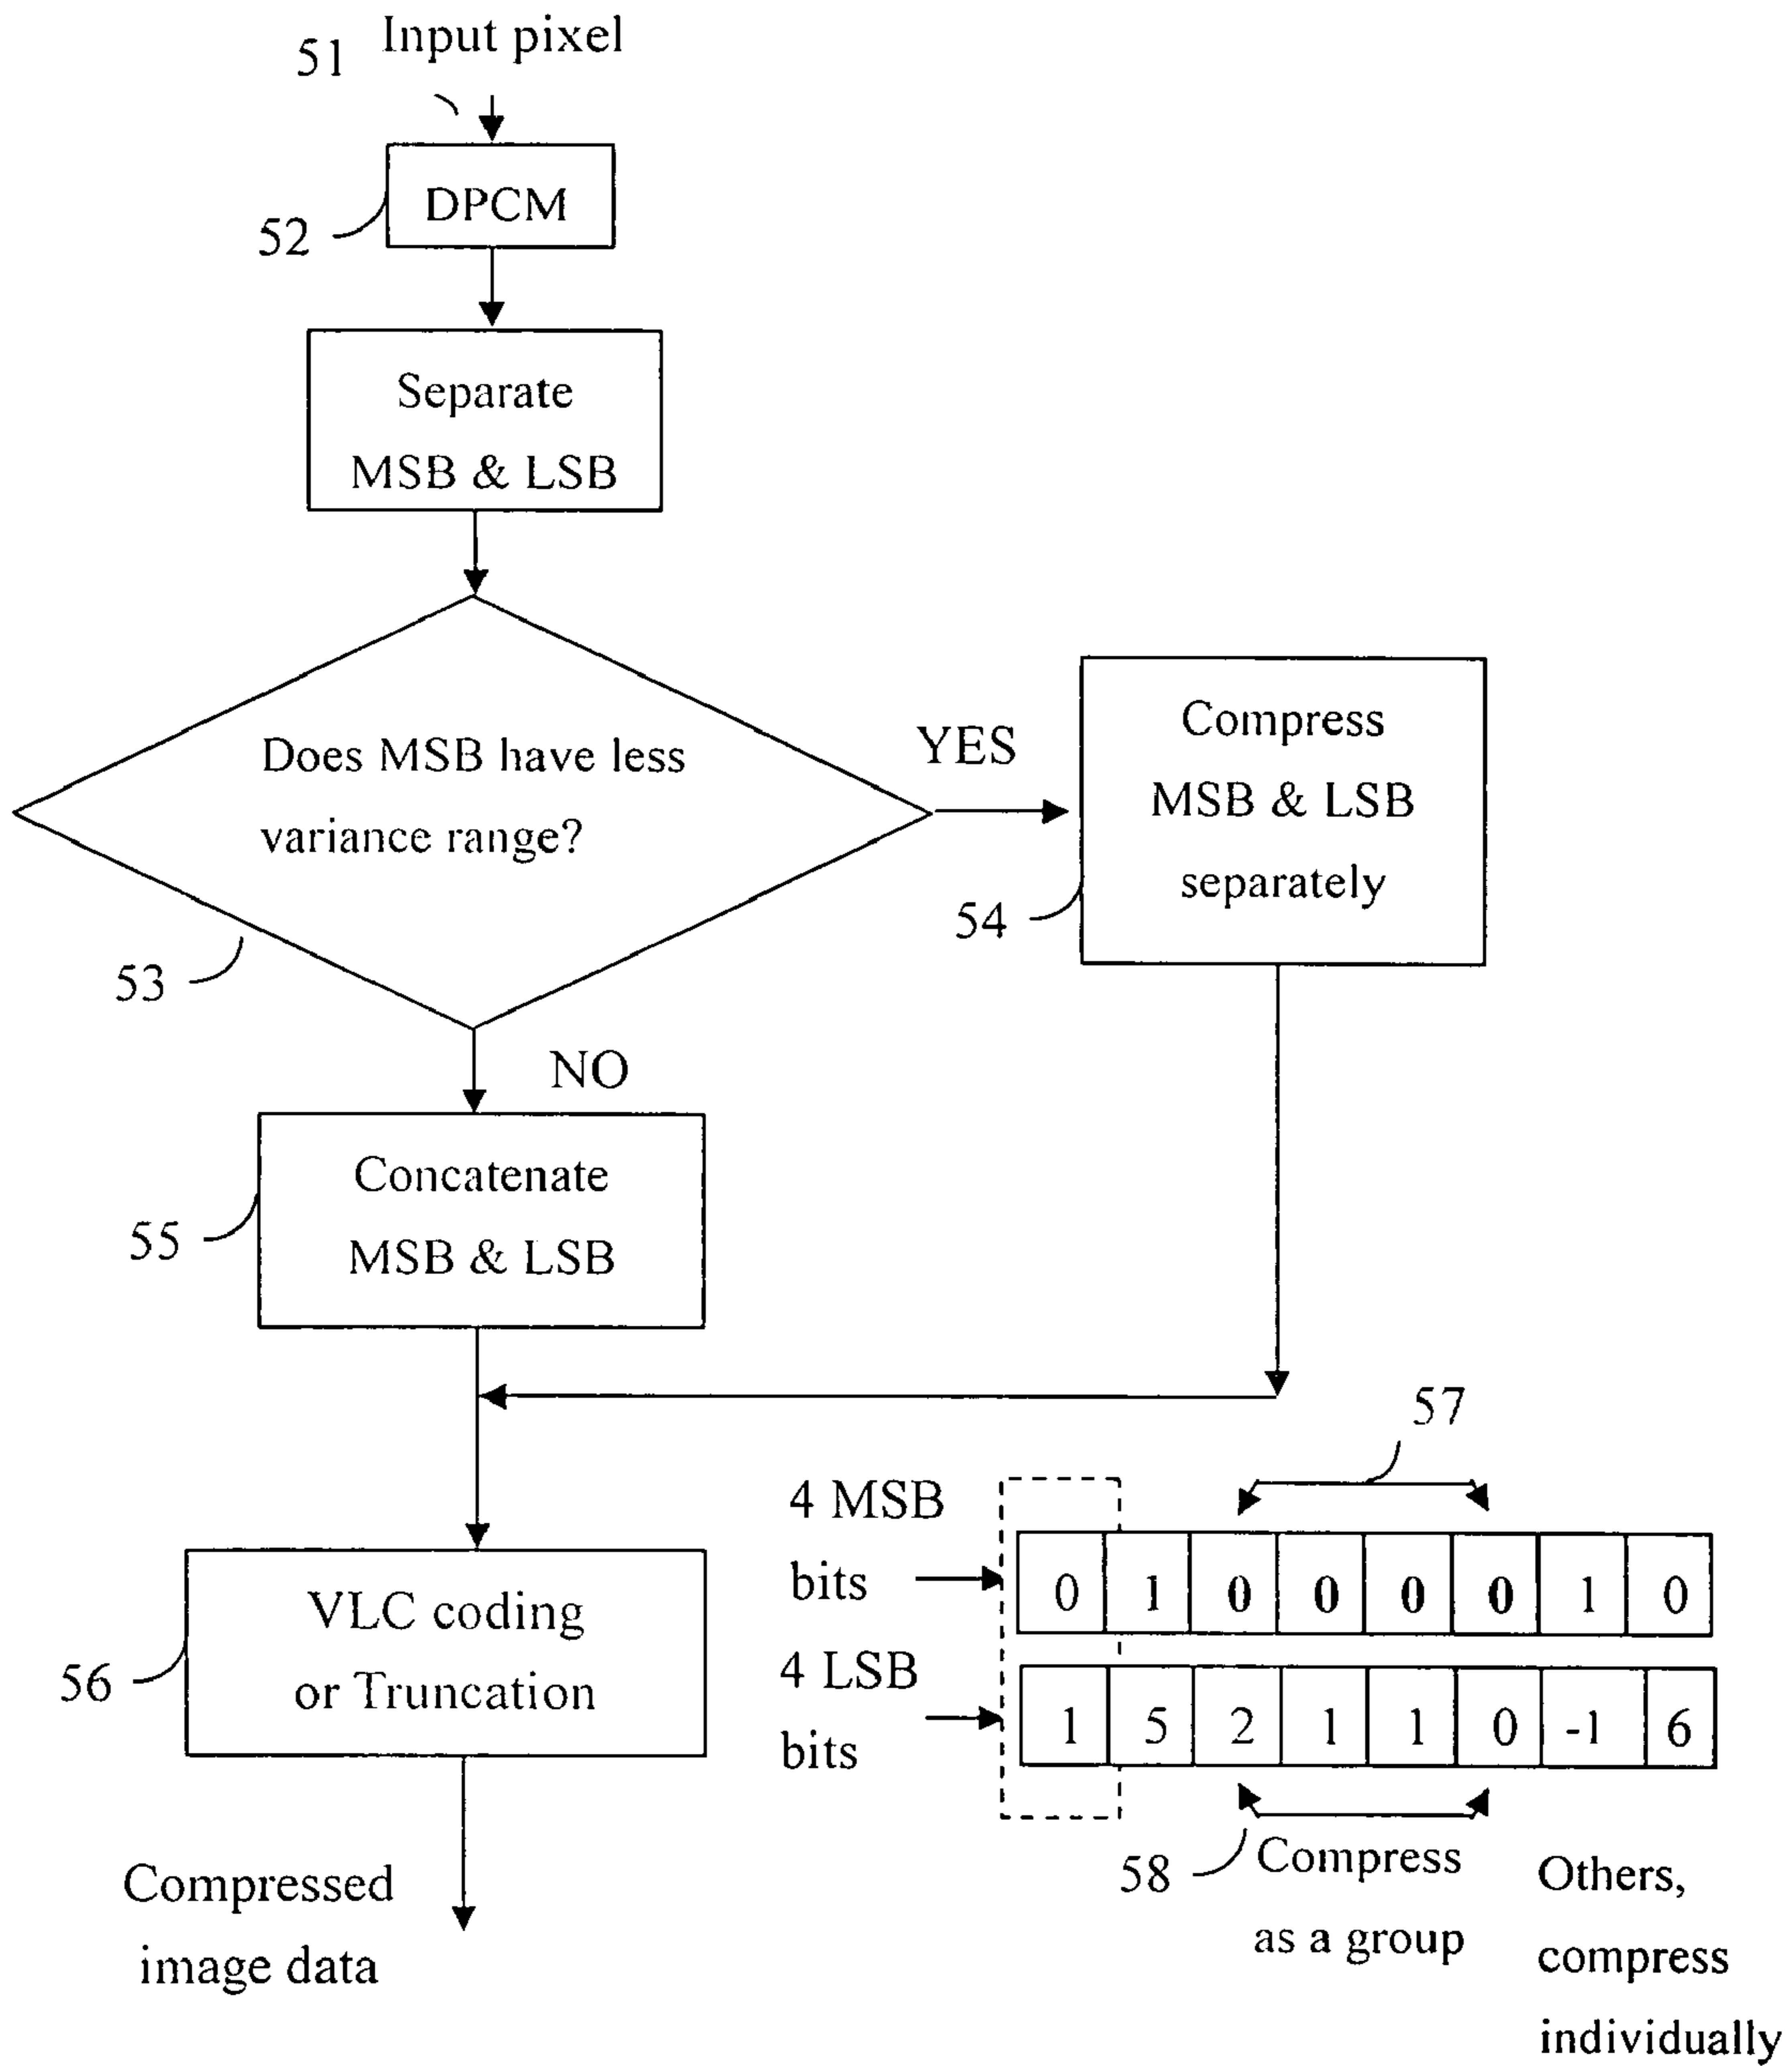 51 Input pixel
DPCM
52
Separate
MSB & LSB
Does MSB have less
variance range?
YES
53
Compress
MSB & LSB
separately
54
NO
Concatenate
MSB & LSB
55
57
4 MSB
bits
0 1 0 0 0 0 1 0
4 LSB
bits
1 5 2 1 1 0 -1 6
VLC coding
or Truncation
56
58 Compress
as a group
Others,
compress
individually
Compressed
image data